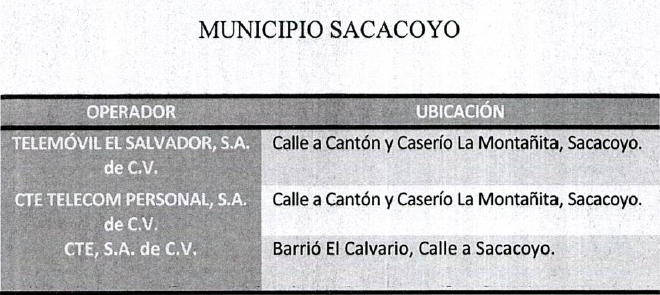 MUNICIPIO SACACOYO
OPERADOR UBICACIÓN
TELEMÓVIL EL SALVADOR, S.A. Calle a Cantón y Caserío La Montañita, Sacacoyo.
de C.V.
CTE TELECOM PERSONAL, S.A. Calle a Cantón y Caserío La Montañita, Sacacoyo.
de C.V.
CTE, S.A. de C.V. Barrió El Calvario, Calle a Sacacoyo.